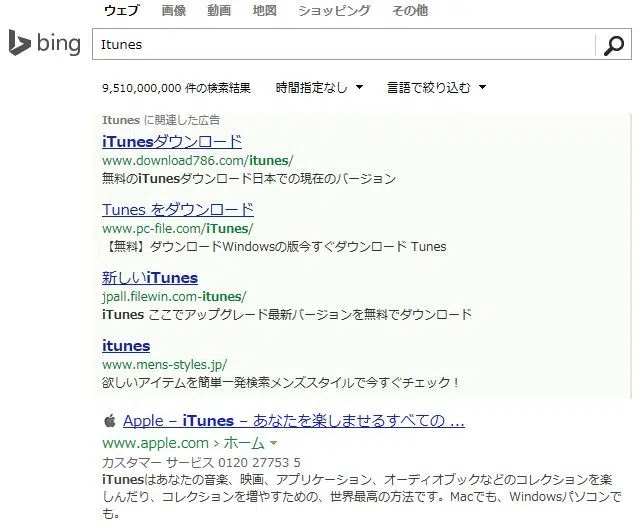 ウェブ 画像 動画 地図 ショッピング その他
bing Itunes
9,510,000,000 件の検索結果 時間指定なし 言語で絞り込む
Itunes に関連した広告
iTunesダウンロード
www.download786.com/itunes/
無料のiTunesダウンロード日本での現在のバージョン
Tunes をダウンロード
www.pc-file.com/iTunes/
【無料】ダウンロードWindowsの版今すぐダウンロード Tunes
新しいiTunes
jpall.filewin.com-itunes/
iTunes ここでアップグレード最新バージョンを無料でダウンロード
itunes
www.mens-styles.jp/
欲しいアイテムを簡単一発検索メンズスタイルで今すぐチェック！
Apple – iTunes – あなたを楽しませるすべての ...
www.apple.com › ホーム
カスタマー サービス 0120 27753 5
iTunesはあなたの音楽、映画、アプリケーション、オーディオブックなどのコレクションを楽
しんだり、コレクションを増やすための、世界最高の方法です。Macでも、Windowsパソコンで
も。